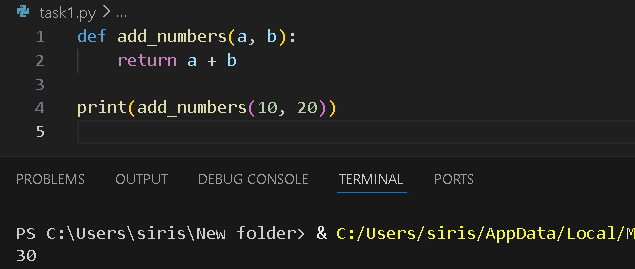 task1.py > ...
1 def add_numbers(a, b):
2     return a + b
3
4 print(add_numbers(10, 20))
5
PROBLEMS OUTPUT DEBUG CONSOLE TERMINAL PORTS
PS C:\Users\siris\New folder> & C:/Users/siris/AppData/Local/M
30